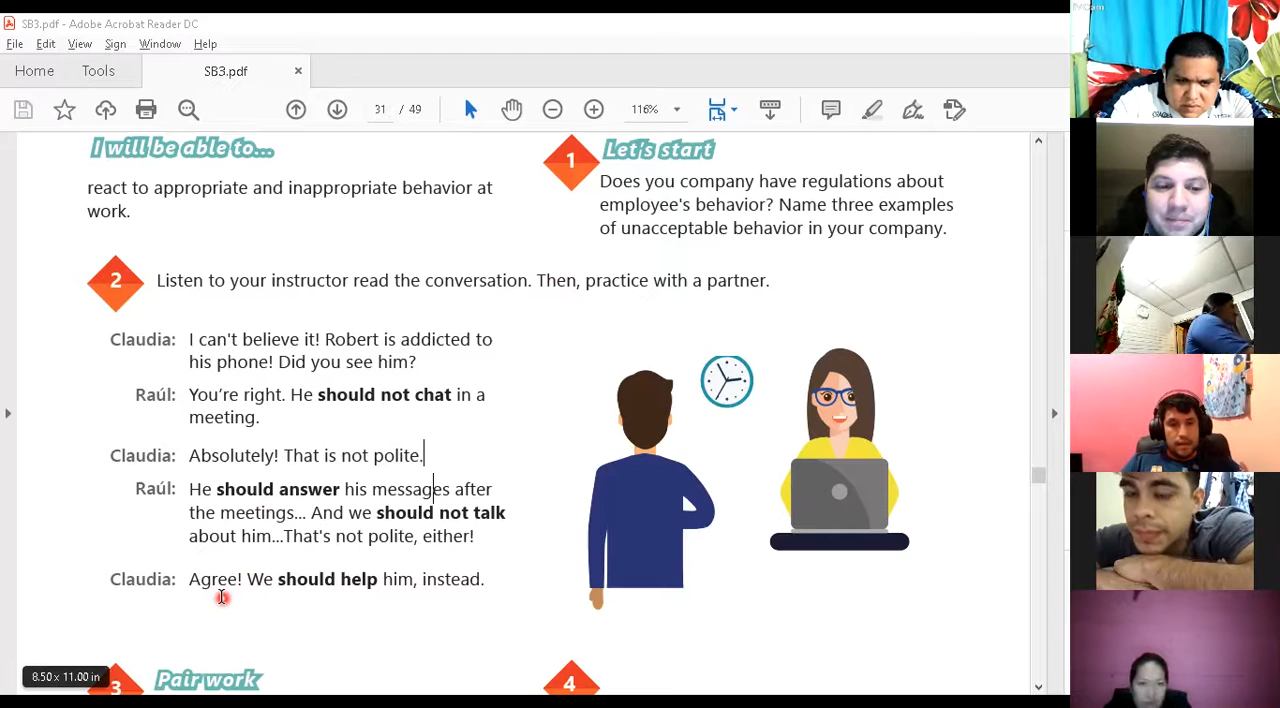 SB3.pdf - Adobe Acrobat Reader DC
File Edit View Sign Window Help
Home Tools SB3.pdf ×
31 / 49 116%
I will be able to...
react to appropriate and inappropriate behavior at
work.
1 Let's start
Does you company have regulations about
employee's behavior? Name three examples
of unacceptable behavior in your company.
2 Listen to your instructor read the conversation. Then, practice with a partner.
Claudia: I can't believe it! Robert is addicted to
his phone! Did you see him?
Raúl: You’re right. He should not chat in a
meeting.
Claudia: Absolutely! That is not polite.
Raúl: He should answer his messages after
the meetings... And we should not talk
about him...That's not polite, either!
Claudia: Agree! We should help him, instead.
8.50 x 11.00 in
3 Pair work
4